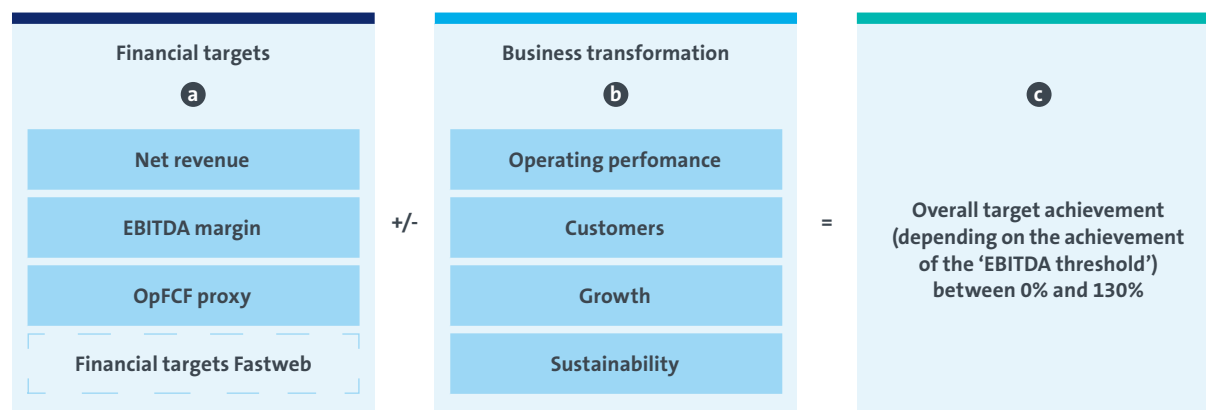 Financial targets
a
Net revenue
EBITDA margin
OpFCF proxy
Financial targets Fastweb
+/-
Business transformation
b
Operating perfomance
Customers
Growth
Sustainability
=
c
Overall target achievement
(depending on the achievement
of the ‘EBITDA threshold’)
between 0% and 130%